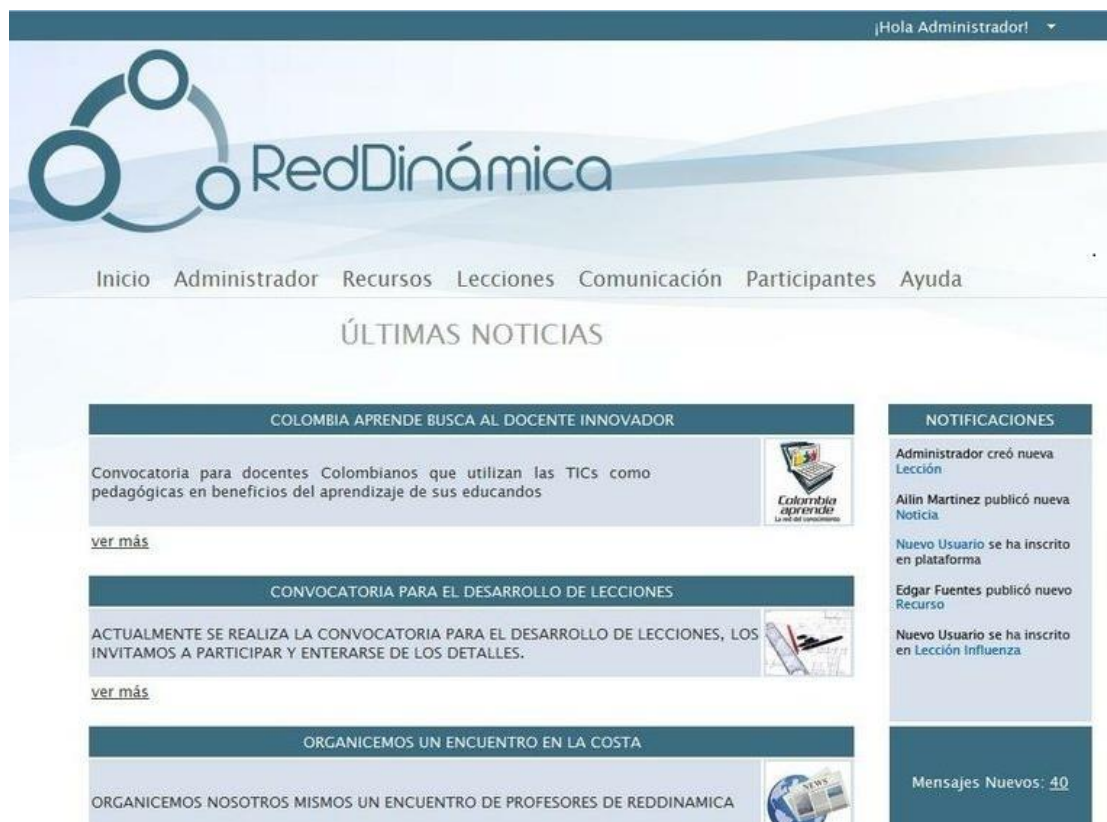 ¡Hola Administrador!
RedDinámica
Inicio Administrador Recursos Lecciones Comunicación Participantes Ayuda
ÚLTIMAS NOTICIAS
COLOMBIA APRENDE BUSCA AL DOCENTE INNOVADOR
Convocatoria para docentes Colombianos que utilizan las TICs como
pedagógicas en beneficios del aprendizaje de sus educandos
Colombia
aprende
La red del conocimiento
ver más
CONVOCATORIA PARA EL DESARROLLO DE LECCIONES
ACTUALMENTE SE REALIZA LA CONVOCATORIA PARA EL DESARROLLO DE LECCIONES, LOS
INVITAMOS A PARTICIPAR Y ENTERARSE DE LOS DETALLES.
ver más
ORGANICEMOS UN ENCUENTRO EN LA COSTA
ORGANICEMOS NOSOTROS MISMOS UN ENCUENTRO DE PROFESORES DE REDDINAMICA
NEWS
NOTIFICACIONES
Administrador creó nueva
Lección
Ailin Martinez publicó nueva
Noticia
Nuevo Usuario se ha inscrito
en plataforma
Edgar Fuentes publicó nuevo
Recurso
Nuevo Usuario se ha inscrito
en Lección Influenza
Mensajes Nuevos: 40